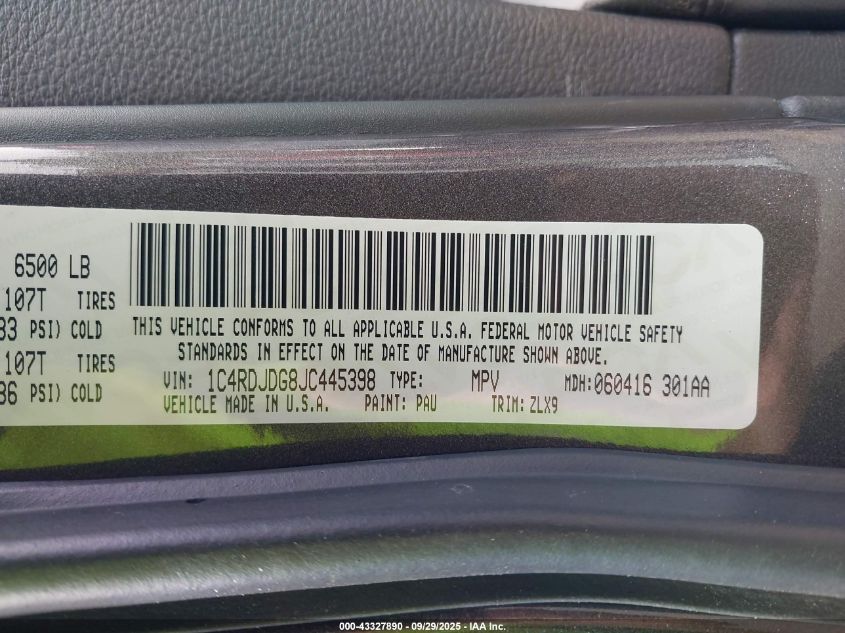 6500 LB
107T TIRES
33 PSI) COLD
107T TIRES
36 PSI) COLD
THIS VEHICLE CONFORMS TO ALL APPLICABLE U.S.A. FEDERAL MOTOR VEHICLE SAFETY
STANDARDS IN EFFECT ON THE DATE OF MANUFACTURE SHOWN ABOVE.
VIN: 1C4RDJDG8JC445398 TYPE: MPV MDH:060416 301AA
VEHICLE MADE IN U.S.A. PAINT: PAU TRIM: ZLX9
000-43327890 - 09/29/2025 - IAA Inc.